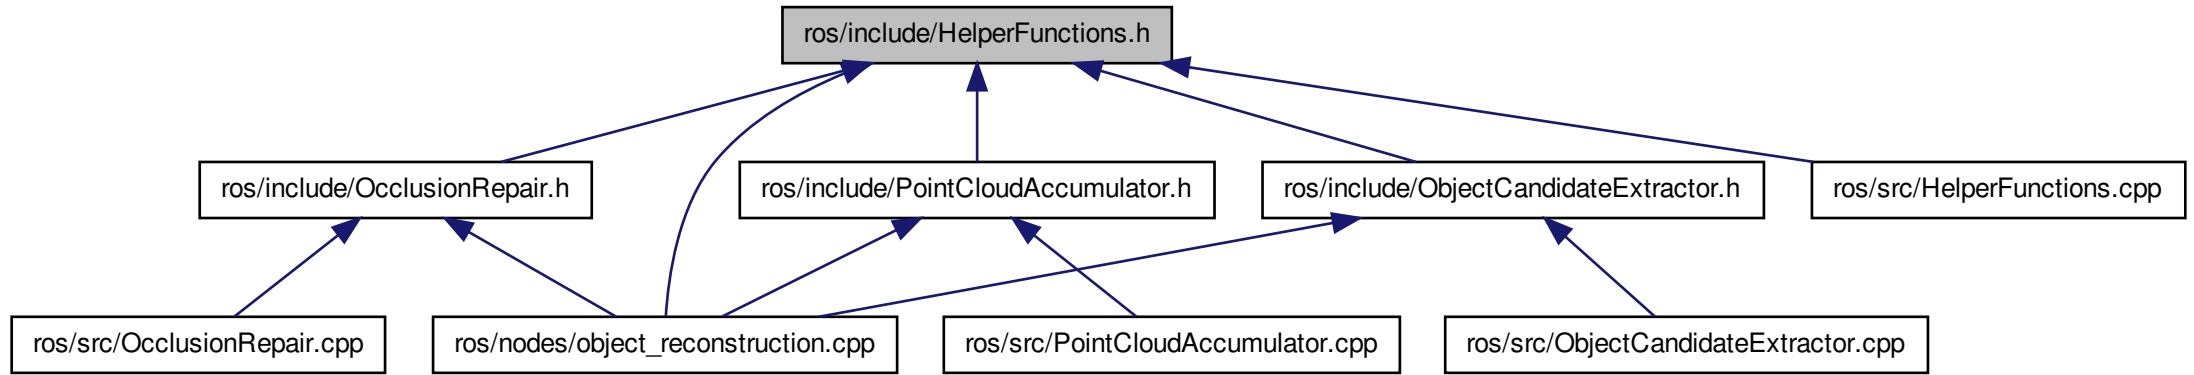 ros/include/HelperFunctions.h
ros/include/OcclusionRepair.h
ros/include/PointCloudAccumulator.h
ros/include/ObjectCandidateExtractor.h
ros/src/HelperFunctions.cpp
ros/src/OcclusionRepair.cpp
ros/nodes/object_reconstruction.cpp
ros/src/PointCloudAccumulator.cpp
ros/src/ObjectCandidateExtractor.cpp